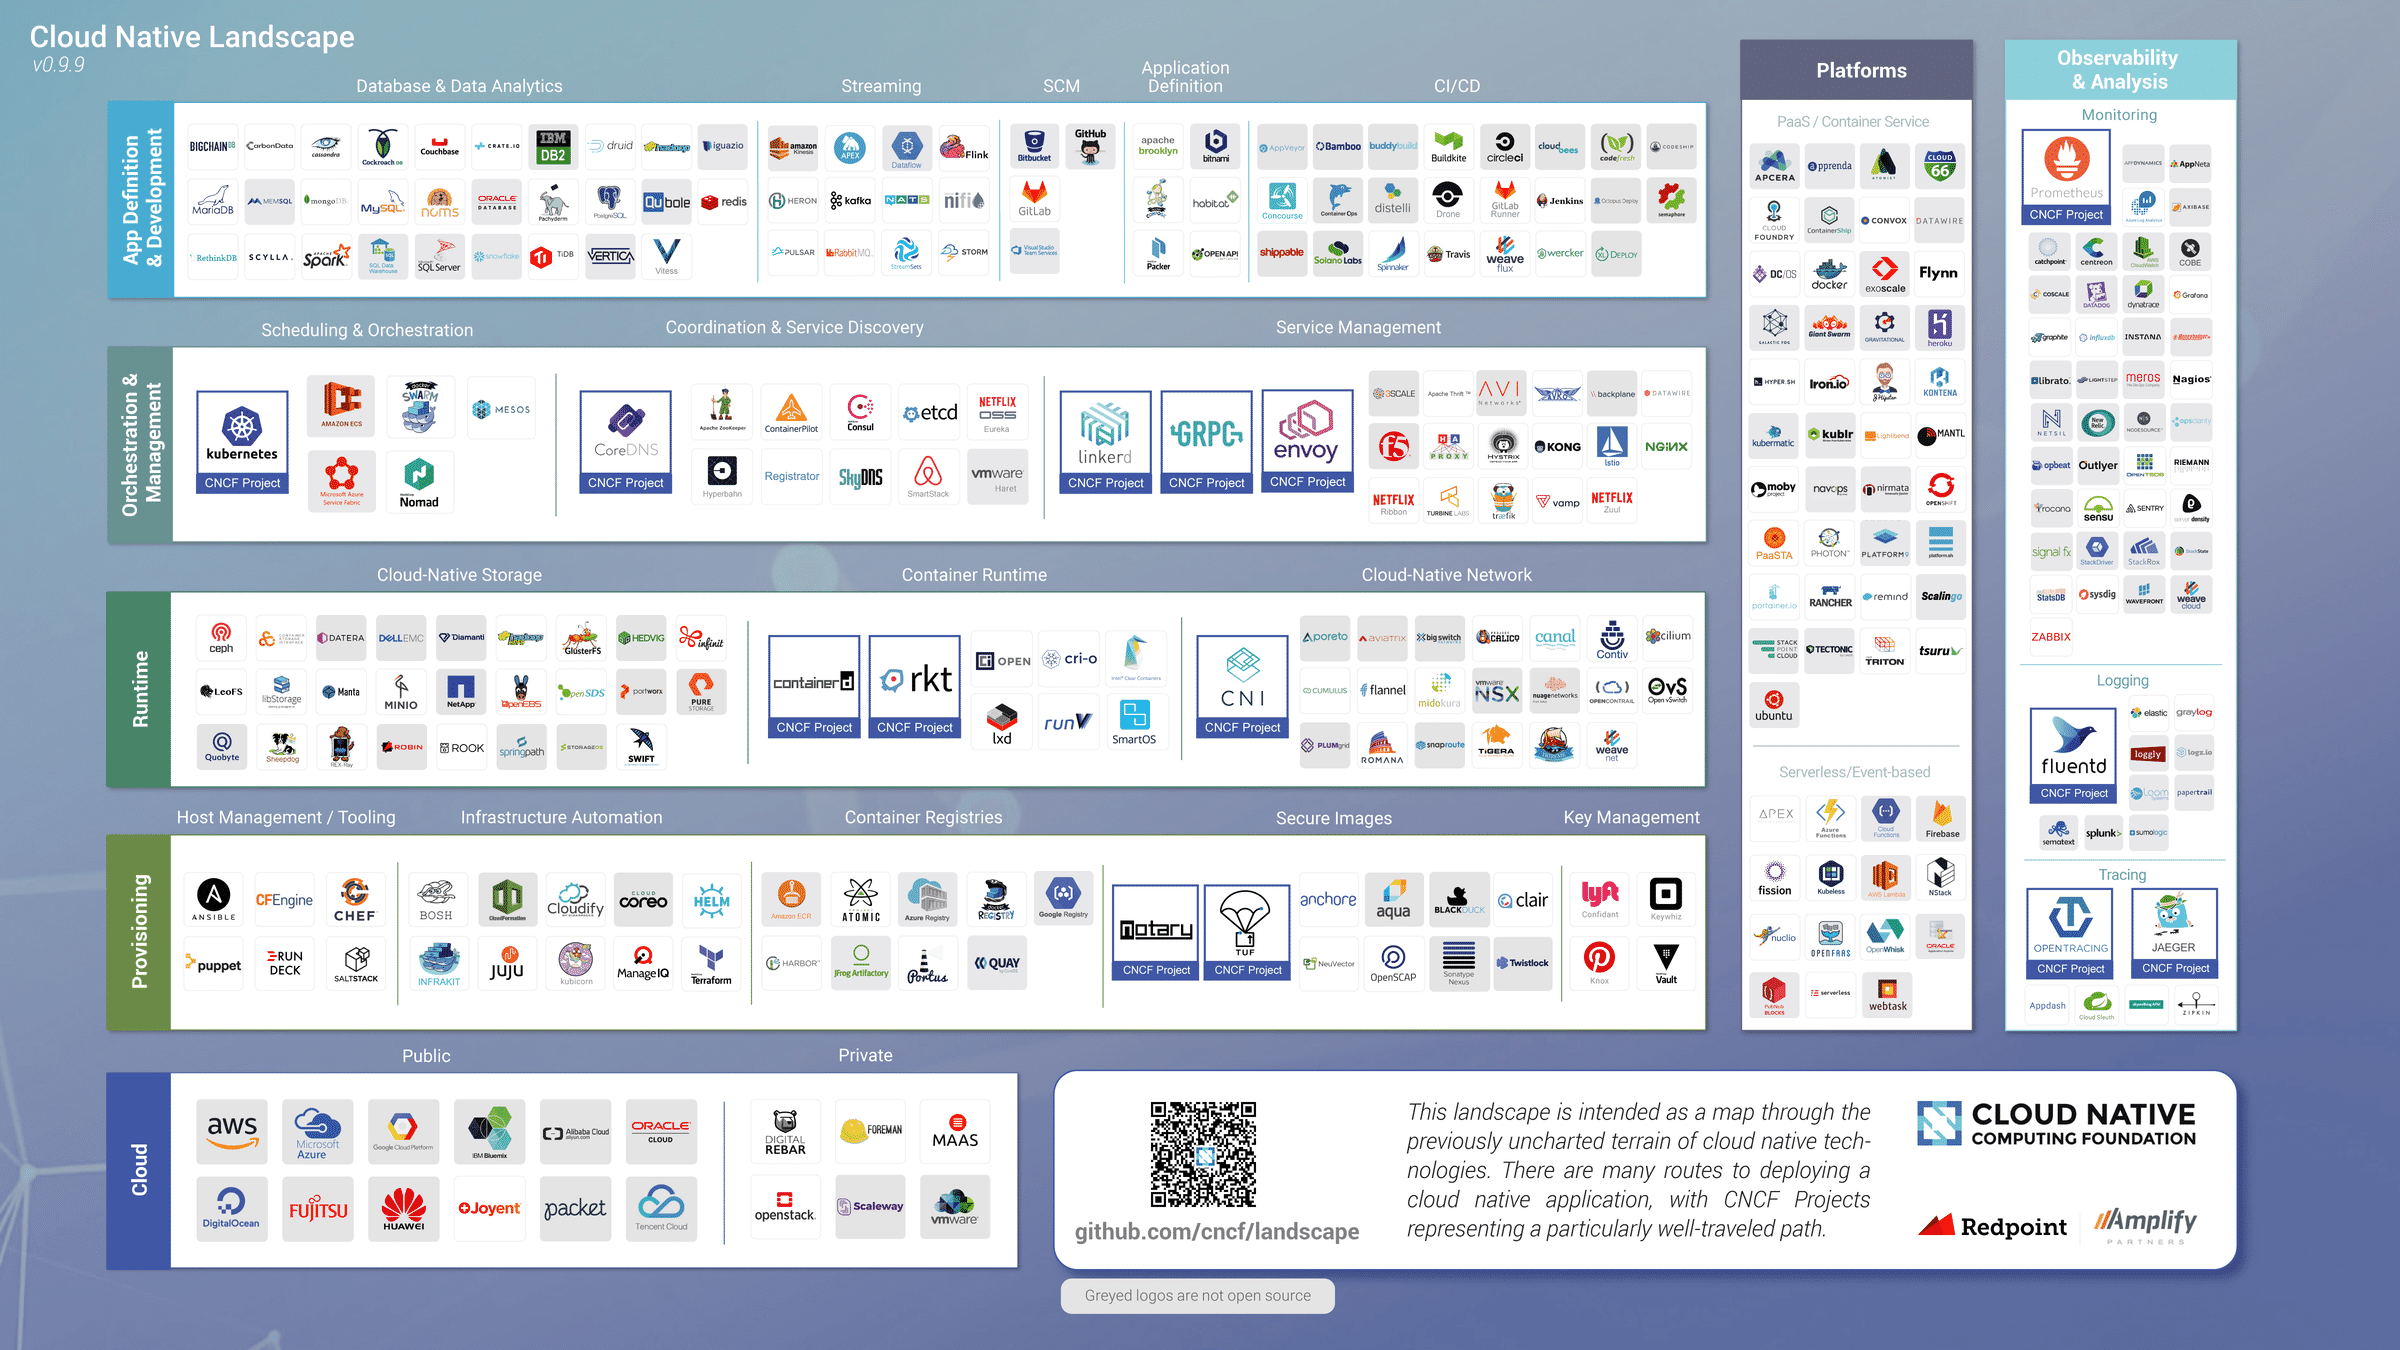 Cloud Native Landscape
v0.9.9
Database & Data Analytics
Streaming
SCM
Application
Definition
CI/CD
App Definition
& Development
BIGCHAINDB
CarbonData
cassandra
Cockroach DB
Couchbase
CRATE.IO
IBM
DB2
druid
hadoop
iguazio
MariaDB
MEMSQL
mongoDB
MySQL
noms
ORACLE
DATABASE
Pachyderm
PostgreSQL
Qubole
redis
RethinkDB
SCYLLA.
APACHE
Spark
SQL Data
Warehouse
SQL Server
snowflake
TiDB
VERTICA
Vitess
amazon
Kinesis
APEX
Dataflow
Flink
HERON
kafka
NATS
nifi
PULSAR
RabbitMQ
StreamSets
STORM
Bitbucket
GitHub
GitLab
Visual Studio
Team Services
apache
brooklyn
bitnami
habitat
Packer
OPENAPI
AppVeyor
Bamboo
buddybuild
Buildkite
circleci
cloudbees
codefresh
CODESHIP
Concourse
Container Ops
distelli
Drone
GitLab
Runner
Jenkins
Octopus Deploy
semaphore
shippable
Solano Labs
Spinnaker
Travis
weave
flux
wercker
XL DEPLOY
Scheduling & Orchestration
Coordination & Service Discovery
Service Management
Orchestration &
Management
kubernetes
CNCF Project
AMAZON ECS
docker
SWARM
MESOS
Microsoft Azure
Service Fabric
Nomad
CoreDNS
CNCF Project
Apache ZooKeeper
ContainerPilot
Consul
etcd
NETFLIX
OSS
Eureka
Hyperbahn
Registrator
SkyDNS
SmartStack
vmware
Haret
linkerd
CNCF Project
GRPC
CNCF Project
envoy
CNCF Project
3SCALE
Apache Thrift
AVI
Networks
AVRO
backplane
DATAWIRE
f5
HA
PROXY
HYSTRIX
KONG
Istio
NGINX
NETFLIX
Ribbon
TURBINE LABS
træfik
vamp
NETFLIX
Zuul
Cloud-Native Storage
Container Runtime
Cloud-Native Network
Runtime
ceph
CONTAINER
STORAGE
INTERFACE
DATERA
DELL EMC
Diamanti
hadoop
GlusterFS
HEDVIG
infinit
LeoFS
libStorage
Manta
MINIO
NetApp
OpenEBS
OpenSDS
portworx
PURE
STORAGE
Quobyte
Sheepdog
REX-Ray
ROBIN
ROOK
springpath
STORAGEOS
SWIFT
containerd
CNCF Project
rkt
CNCF Project
OPEN
cri-o
Intel Clear Containers
lxd
runV
SmartOS
CNI
CNCF Project
Aporeto
aviatrix
big switch
PROJECT
CALICO
canal
Contiv
cilium
CUMULUS
flannel
midokura
vmware
NSX
nuagenetworks
OPENCONTRAIL
OvS
Open vSwitch
PLUMgrid
ROMANA
snaproute
TIGERA
weave
net
Host Management / Tooling
Infrastructure Automation
Container Registries
Secure Images
Key Management
Provisioning
ANSIBLE
CFEngine
CHEF
puppet
RUN
DECK
SALTSTACK
BOSH
CloudFormation
Cloudify
CLOUD
coreo
HELM
INFRAKIT
JUJU
kubicorn
ManageIQ
Terraform
Amazon ECR
ATOMIC
Azure Registry
REGISTRY
Google Registry
HARBOR
JFrog Artifactory
Portus
QUAY
notary
CNCF Project
TUF
CNCF Project
anchore
aqua
BLACKDUCK
clair
NeuVector
OpenSCAP
Sonatype
Nexus
Twistlock
lyft
Confidant
Keywhiz
Knox
Vault
Public
Private
Cloud
aws
Microsoft
Azure
Google Cloud Platform
IBM Bluemix
Alibaba Cloud
aliyun.com
ORACLE
CLOUD
DigitalOcean
FUJITSU
HUAWEI
Joyent
packet
Tencent Cloud
DIGITAL
REBAR
FOREMAN
MAAS
openstack.
Scaleway
vmware
Platforms
PaaS / Container Service
APCERA
apprenda
ATOMIST
CLOUD
66
CLOUD
FOUNDRY
ContainerShip
CONVOX
DATAWIRE
DC/OS
docker
exoscale
Flynn
GALACTIC FOG
Giant Swarm
GRAVITATIONAL
heroku
HYPER.SH
Iron.io
JHipster
KONTENA
kubermatic
kublr
Lightbend
MANTL
moby
project
navops
nirmata
OPENSHIFT
PaaSTA
PHOTON
PLATFORM9
platform.sh
portainer.io
RANCHER
remind
Scalingo
STACK
POINT
CLOUD
TECTONIC
TRITON
tsuru
ubuntu
Serverless/Event-based
APEX
Azure
Functions
Cloud
Functions
Firebase
fission
Kubeless
AWS Lambda
NStack
nuclio
OPENFAAS
OpenWhisk
ORACLE
PubNub
BLOCKS
serverless
webtask
Observability
& Analysis
Monitoring
Prometheus
CNCF Project
APPDYNAMICS
AppNeta
Azure Log Analytics
AXIBASE
catchpoint
centreon
AWS
CloudWatch
COBE
COSCALE
DATADOG
dynatrace
Grafana
graphite
influxdb
INSTANA
librato
LIGHTSTEP
meros
Nagios
NETSIL
New
Relic
NODESOURCE
opsclarity
opbeat
Outlyer
OPENTSDB
RIEMANN
rocana
sensu
SENTRY
server density
signal fx
StackDriver
StackRox
StackState
StatsDB
sysdig
WAVEFRONT
weave
cloud
ZABBIX
Logging
fluentd
CNCF Project
elastic
graylog
loggly
logz.io
Loom
Systems
papertrail
sematext
splunk>
sumologic
Tracing
OPENTRACING
CNCF Project
JAEGER
CNCF Project
Appdash
Cloud Sleuth
ZIPKIN
github.com/cncf/landscape
This landscape is intended as a map through the
previously uncharted terrain of cloud native tech-
nologies. There are many routes to deploying a
cloud native application, with CNCF Projects
representing a particularly well-traveled path.
CLOUD NATIVE
COMPUTING FOUNDATION
Redpoint
Amplify
PARTNERS
Greyed logos are not open source